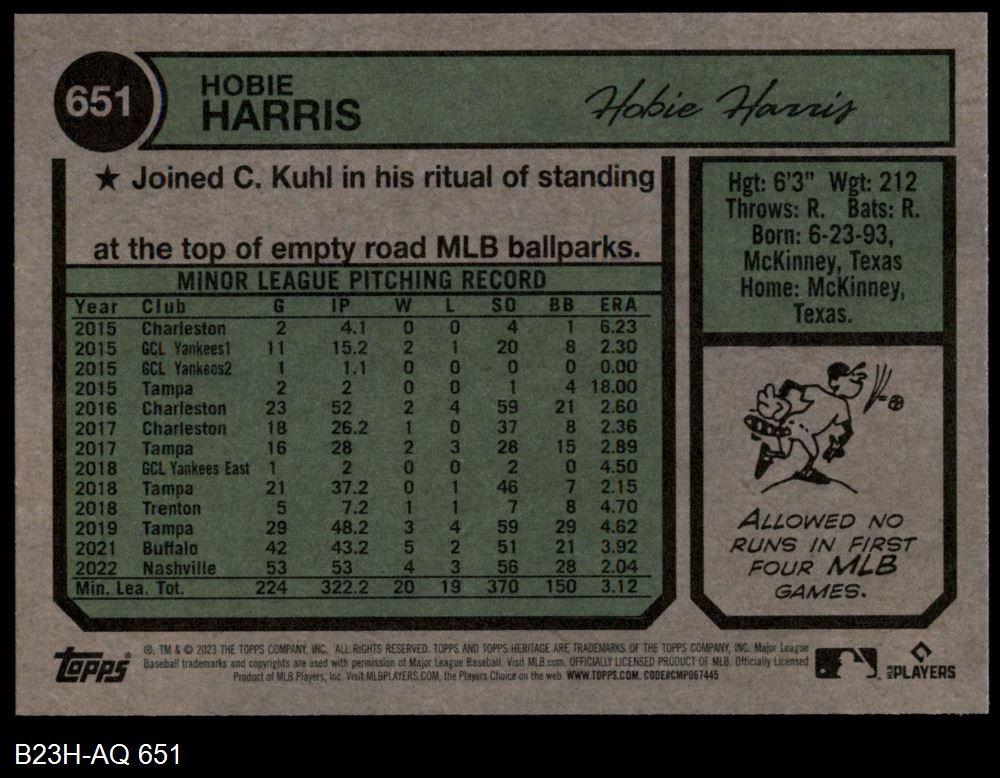 651
HOBIE
HARRIS
Hobie Harris
★ Joined C. Kuhl in his ritual of standing
at the top of empty road MLB ballparks.
MINOR LEAGUE PITCHING RECORD
Year Club G IP W L SO BB ERA
2015 Charleston 2 4.1 0 0 4 1 6.23
2015 GCL Yankees1 11 15.2 2 1 20 8 2.30
2015 GCL Yankees2 1 1.1 0 0 0 0 0.00
2015 Tampa 2 2 0 0 1 4 18.00
2016 Charleston 23 52 2 4 59 21 2.60
2017 Charleston 18 26.2 1 0 37 8 2.36
2017 Tampa 16 28 2 3 28 15 2.89
2018 GCL Yankees East 1 2 0 0 2 0 4.50
2018 Tampa 21 37.2 0 1 46 7 2.15
2018 Trenton 5 7.2 1 1 7 8 4.70
2019 Tampa 29 48.2 3 4 59 29 4.62
2021 Buffalo 42 43.2 5 2 51 21 3.92
2022 Nashville 53 53 4 3 56 28 2.04
Min. Lea. Tot. 224 322.2 20 19 370 150 3.12
Hgt: 6'3" Wgt: 212
Throws: R. Bats: R.
Born: 6-23-93,
McKinney, Texas
Home: McKinney,
Texas.
ALLOWED NO
RUNS IN FIRST
FOUR MLB
GAMES.
Topps®
®, TM & © 2023 THE TOPPS COMPANY, INC. ALL RIGHTS RESERVED. TOPPS AND TOPPS HERITAGE ARE TRADEMARKS OF THE TOPPS COMPANY, INC. Major League
Baseball trademarks and copyrights are used with permission of Major League Baseball. Visit MLB.com. OFFICIALLY LICENSED PRODUCT OF MLB. Officially Licensed
Product of MLB Players, Inc. Visit MLBPLAYERS.COM, the Players Choice on the web. WWW.TOPPS.COM. CODE#CMP067445
MLB PLAYERS
B23H-AQ 651